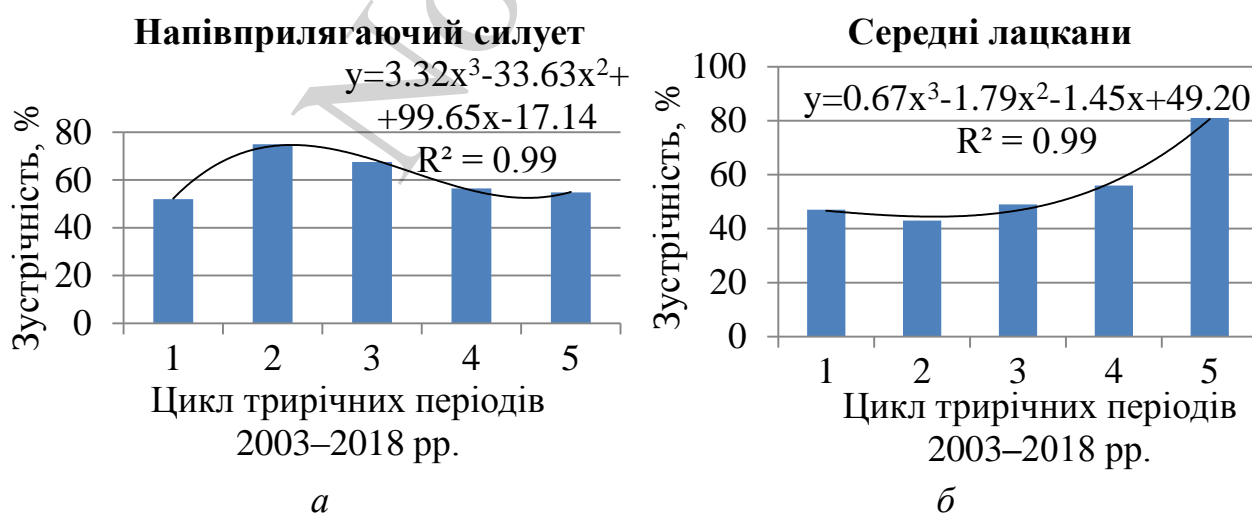 Напівприлягаючий силует
y=3.32x³-33.63x²+
+99.65x-17.14
R² = 0.99
Зустрічність, %
80
60
40
20
0
1 2 3 4 5
Цикл трирічних періодів
2003–2018 рр.
а
Середні лацкани
y=0.67x³-1.79x²-1.45x+49.20
R² = 0.99
Зустрічність, %
100
80
60
40
20
0
1 2 3 4 5
Цикл трирічних періодів
2003–2018 рр.
б